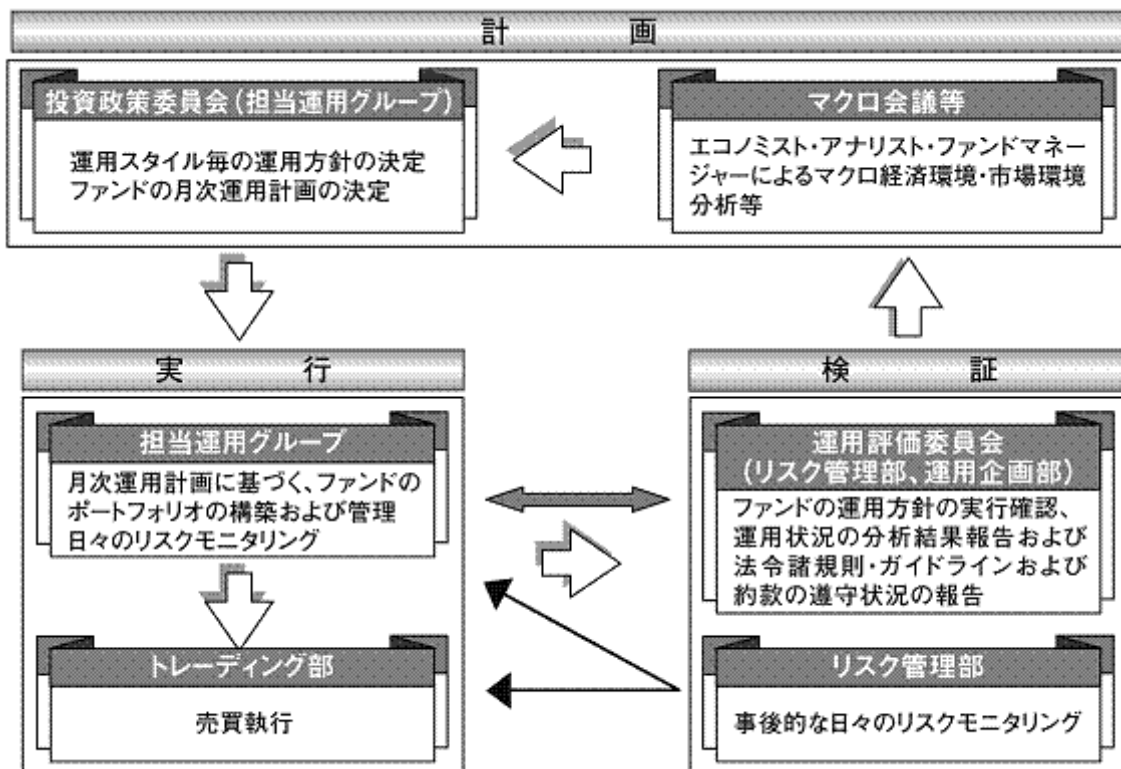 計画
投資政策委員会(担当運用グループ)
運用スタイル毎の運用方針の決定
ファンドの月次運用計画の決定
マクロ会議等
エコノミスト・アナリスト・ファンドマネー
ジャーによるマクロ経済環境・市場環境
分析等
実行
担当運用グループ
月次運用計画に基づく、ファンドの
ポートフォリオの構築および管理
日々のリスクモニタリング
トレーディング部
売買執行
検証
運用評価委員会
(リスク管理部、運用企画部)
ファンドの運用方針の実行確認、
運用状況の分析結果報告および
法令諸規則・ガイドラインおよび
約款の遵守状況の報告
リスク管理部
事後的な日々のリスクモニタリング